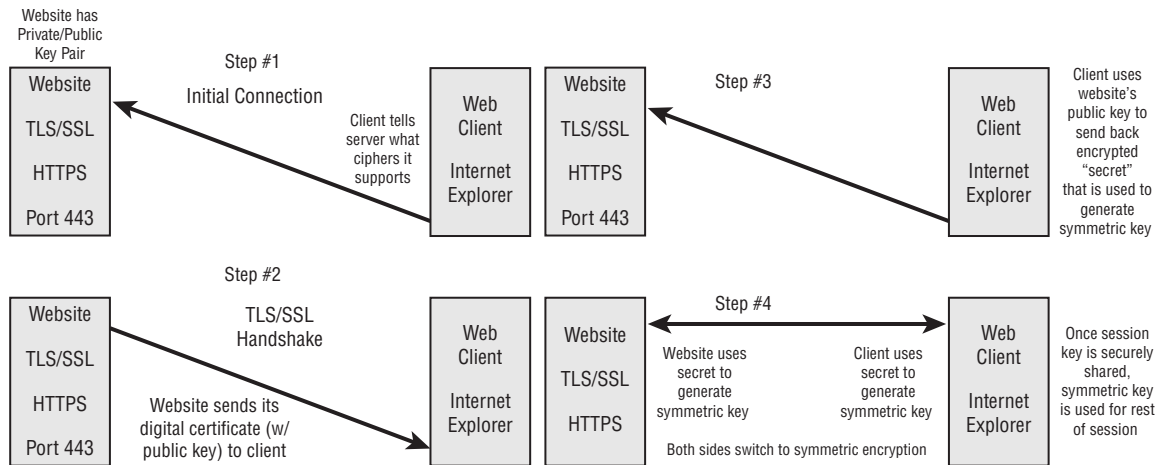 Website has
Private/Public
Key Pair
Website
TLS/SSL
HTTPS
Port 443
Step #1
Initial Connection
Client tells
server what
ciphers it
supports
Web
Client
Internet
Explorer
Website
TLS/SSL
HTTPS
Port 443
Step #3
Web
Client
Internet
Explorer
Client uses
website's
public key to
send back
encrypted
“secret”
that is used to
generate
symmetric key
Step #2
Website
TLS/SSL
HTTPS
Port 443
TLS/SSL
Handshake
Website sends its
digital certificate (w/
public key) to client
Web
Client
Internet
Explorer
Website
TLS/SSL
HTTPS
Step #4
Website uses
secret to
generate
symmetric key
Client uses
secret to
generate
symmetric key
Both sides switch to symmetric encryption
Web
Client
Internet
Explorer
Once session
key is securely
shared,
symmetric key
is used for rest
of session